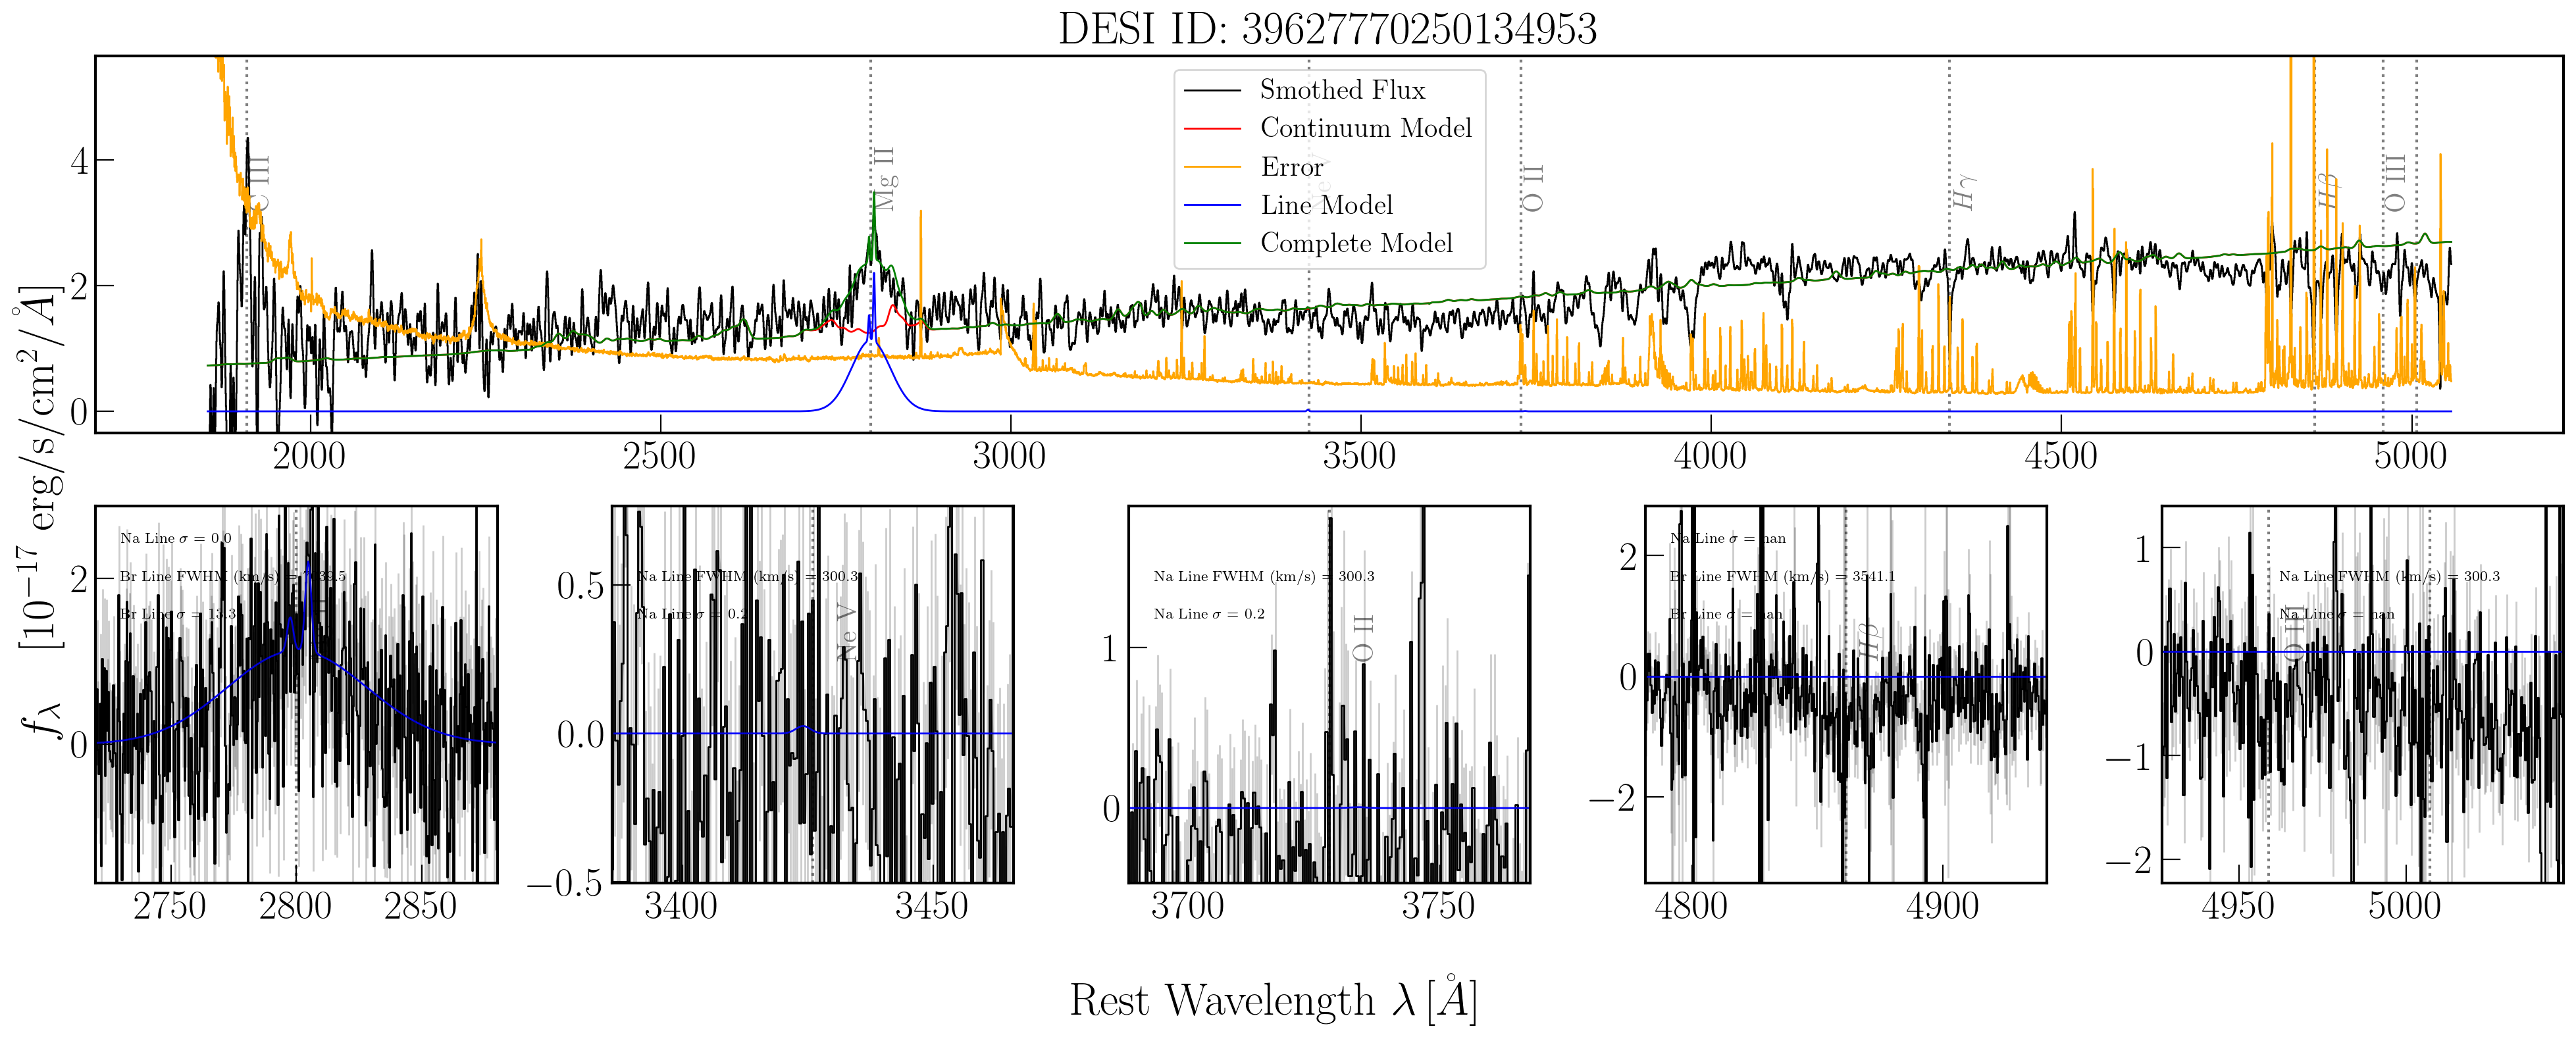 DESI ID: 39627770250134953
Smothed Flux
Continuum Model
Error
Line Model
Complete Model
C III
Mg II
O II
Hγ
Hβ
O III
4
2
0
2000
2500
3000
3500
4000
4500
5000
f_λ [10^{-17} erg/s/cm^2/Å]
Na Line σ = 0.0
Br Line σ = 13.3
2
0
2750
2800
2850
Na Line FWHM (km/s) = 300.3
Na Line σ = 0.2
Ne V
0.5
0.0
−0.5
3400
3450
Na Line FWHM (km/s) = 300.3
Na Line σ = 0.2
O II
1
0
3700
3750
Na Line σ = nan
Br Line FWHM (km/s) = 3541.1
Br Line σ = nan
Hβ
2
0
−2
4800
4900
Na Line FWHM (km/s) = 300.3
Na Line σ = nan
O III
1
0
−1
−2
4950
5000
Rest Wavelength λ [Å]